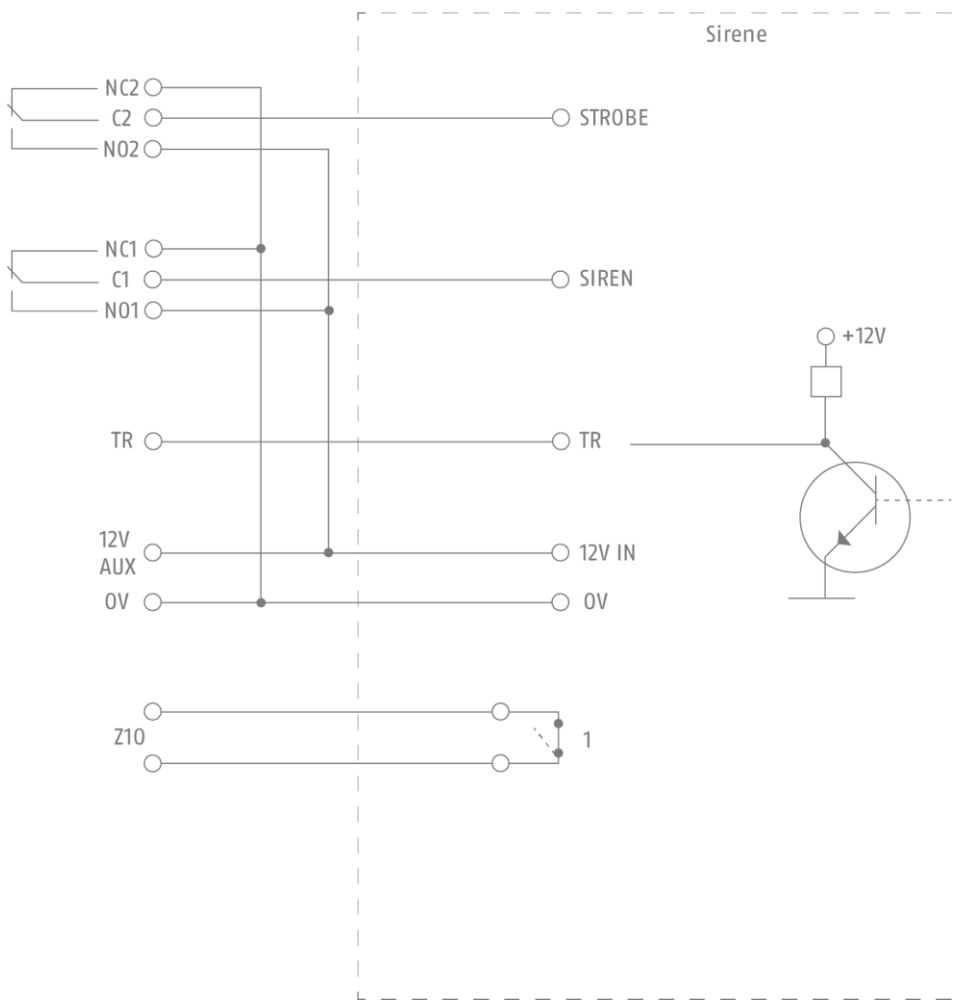 Sirene
NC2
C2
STROBE
NO2
NC1
C1
SIREN
NO1
+12V
TR
TR
12V
AUX
12V IN
0V
0V
Z10
1